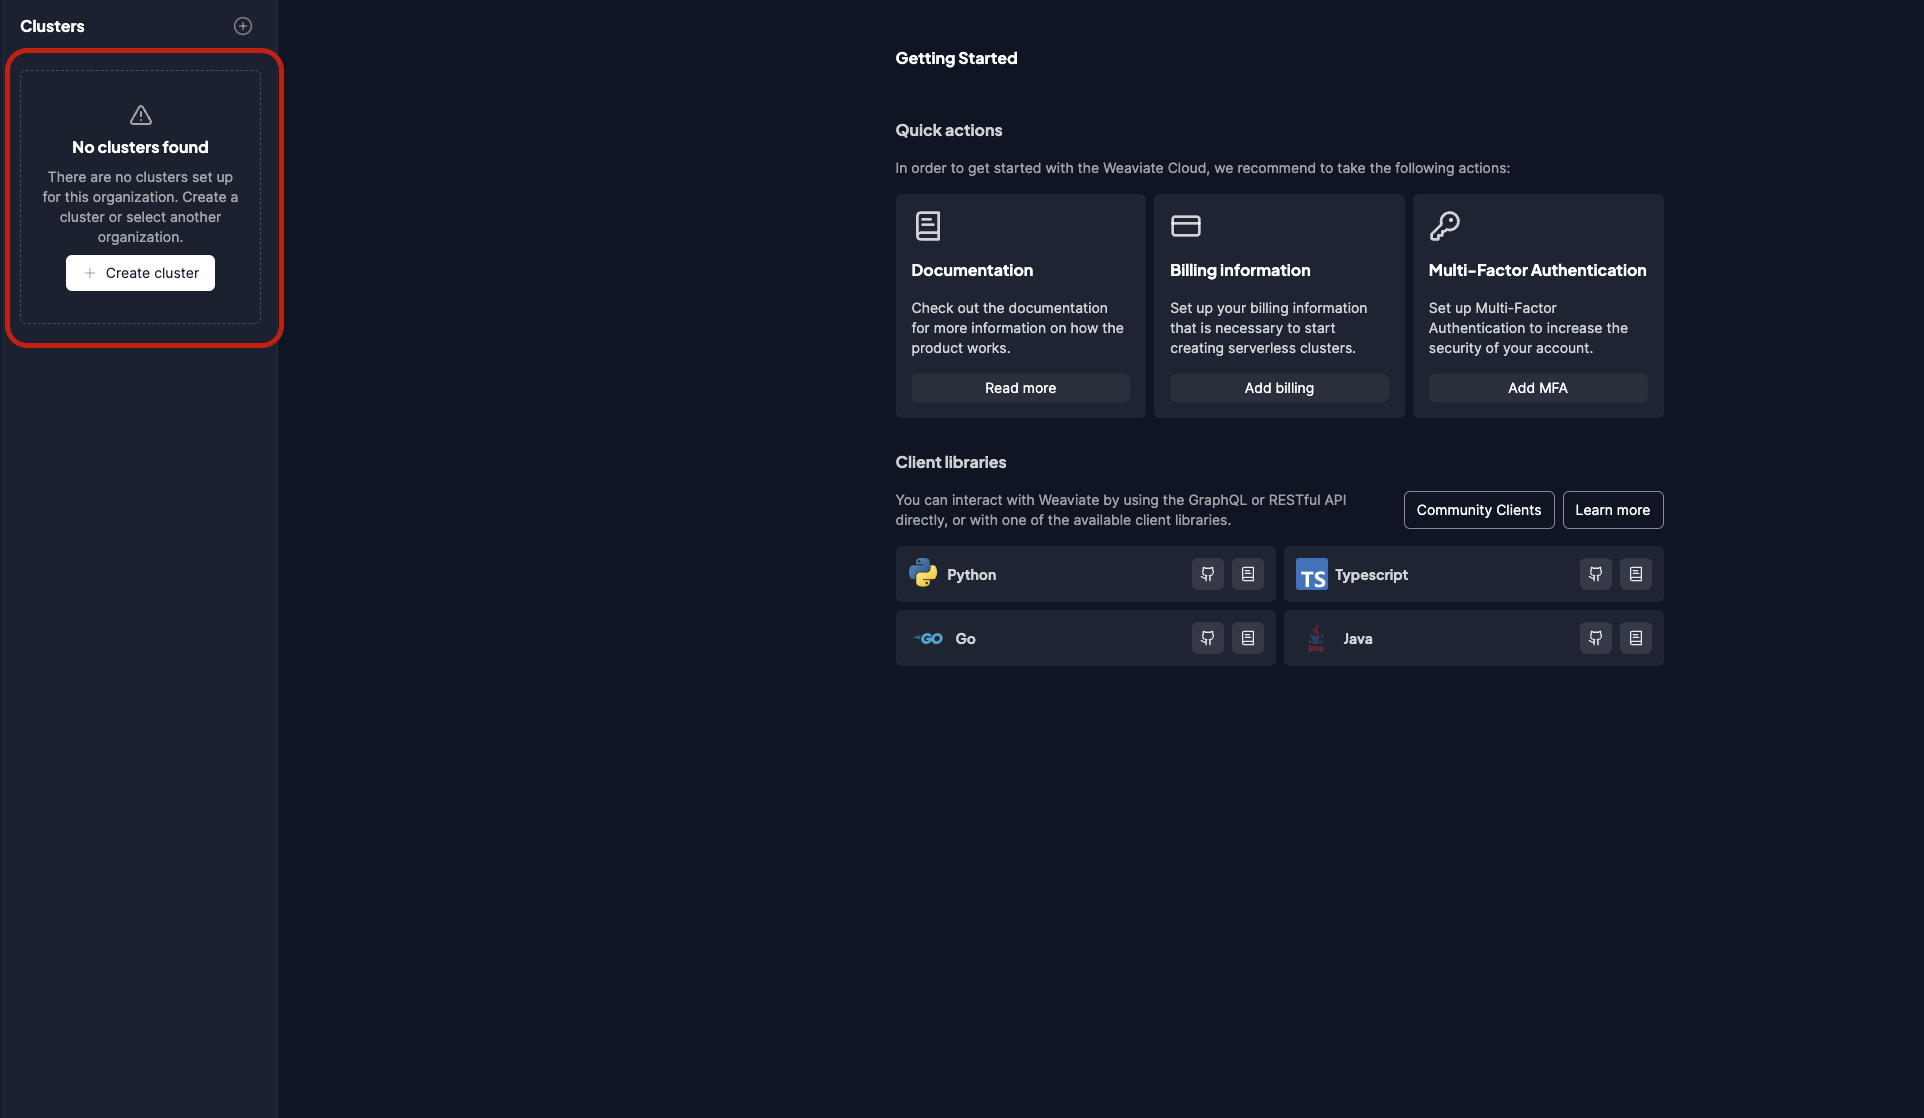 Clusters
No clusters found
There are no clusters set up
for this organization. Create a
cluster or select another
organization.
Create cluster
Getting Started
Quick actions
In order to get started with the Weaviate Cloud, we recommend to take the following actions:
Documentation
Check out the documentation
for more information on how the
product works.
Read more
Billing information
Set up your billing information
that is necessary to start
creating serverless clusters.
Add billing
Multi-Factor Authentication
Set up Multi-Factor
Authentication to increase the
security of your account.
Add MFA
Client libraries
You can interact with Weaviate by using the GraphQL or RESTful API
directly, or with one of the available client libraries.
Community Clients
Learn more
Python
TS Typescript
GO Go
Java Java